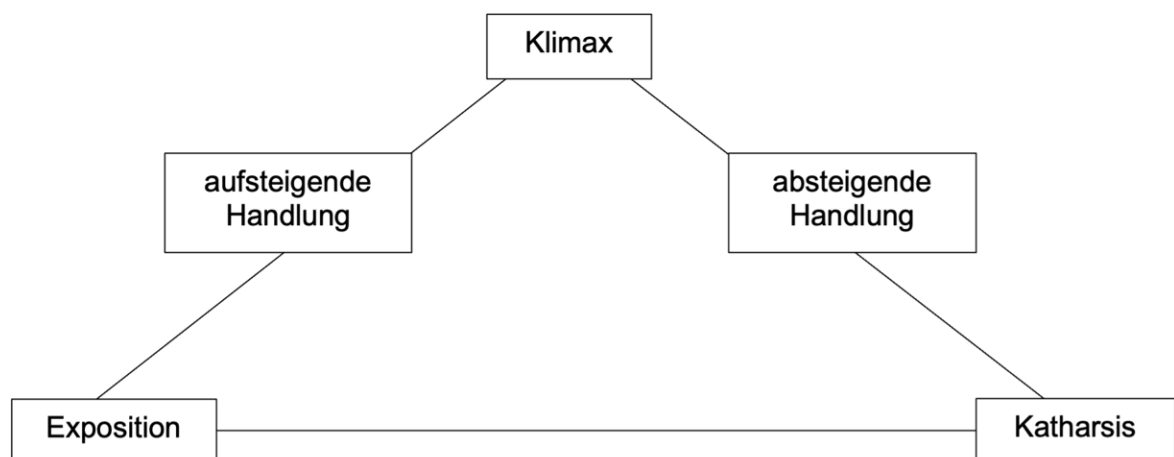 Klimax
aufsteigende
Handlung
absteigende
Handlung
Exposition
Katharsis